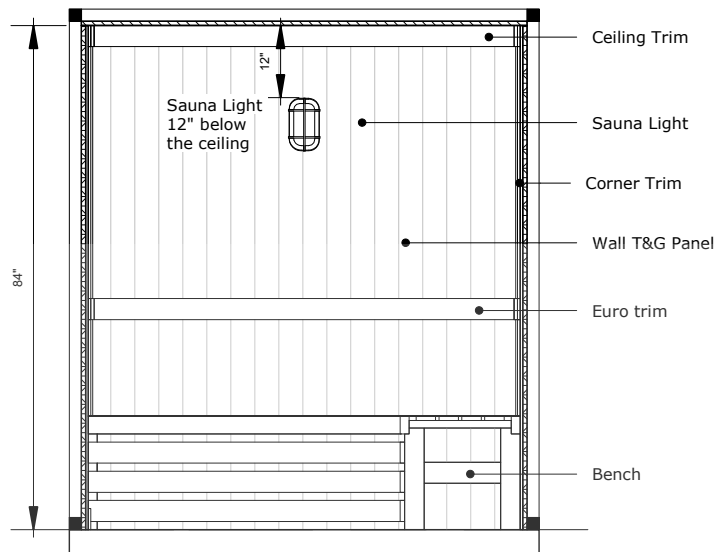 Ceiling Trim
12"
Sauna Light
12" below
the ceiling
Sauna Light
Corner Trim
Wall T&G Panel
84"
Euro trim
Bench